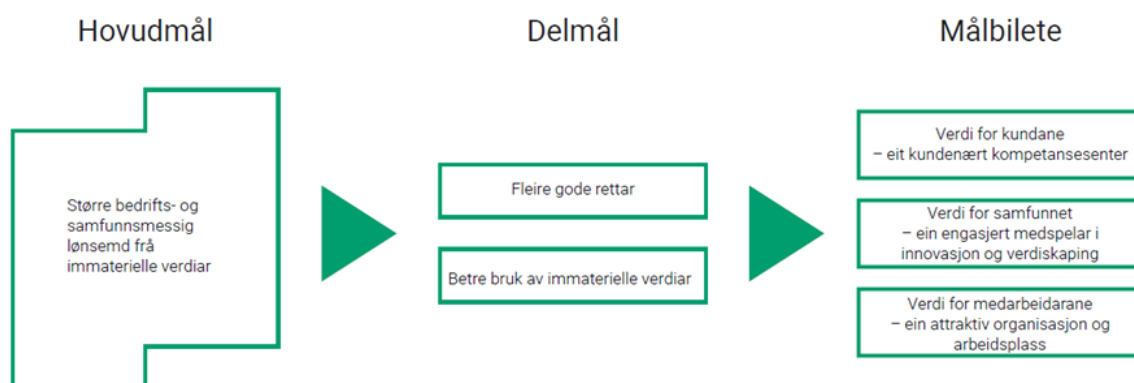 Hovudmål
Større bedrifts- og
samfunnsmessig
lønsemd frå
immaterielle verdiar
Delmål
Fleire gode rettar
Betre bruk av immaterielle verdiar
Målbilete
Verdi for kundane
– eit kundenært kompetansesenter
Verdi for samfunnet
– ein engasjert medspelar i
innovasjon og verdiskaping
Verdi for medarbeidarane
– ein attraktiv organisasjon og
arbeidsplass